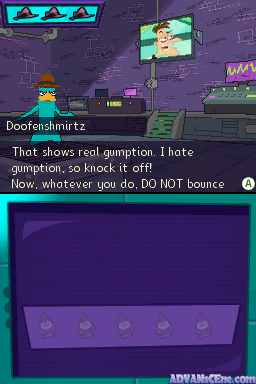 Doofenshmirtz
That shows real gumption. I hate
gumption, so knock it off!
Now, whatever you do, DO NOT bounce
A
ADVANsCEne.com